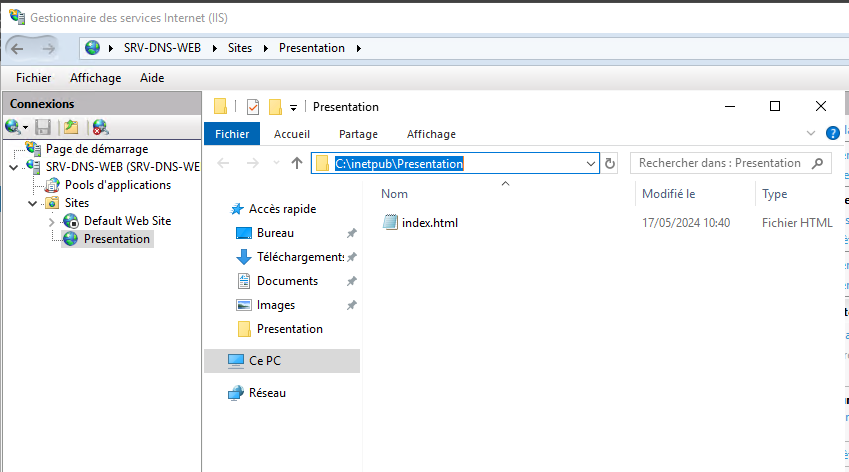 Gestionnaire des services Internet (IIS)
SRV-DNS-WEB Sites Presentation
Fichier Affichage Aide
Connexions
Page de démarrage
SRV-DNS-WEB (SRV-DNS-WE
Pools d'applications
Sites
Default Web Site
Presentation
Presentation
Fichier Accueil Partage Affichage
C:\inetpub\Presentation
Rechercher dans : Presentation
Nom Modifié le Type
index.html 17/05/2024 10:40 Fichier HTML
Accès rapide
Bureau
Téléchargements
Documents
Images
Presentation
Ce PC
Réseau